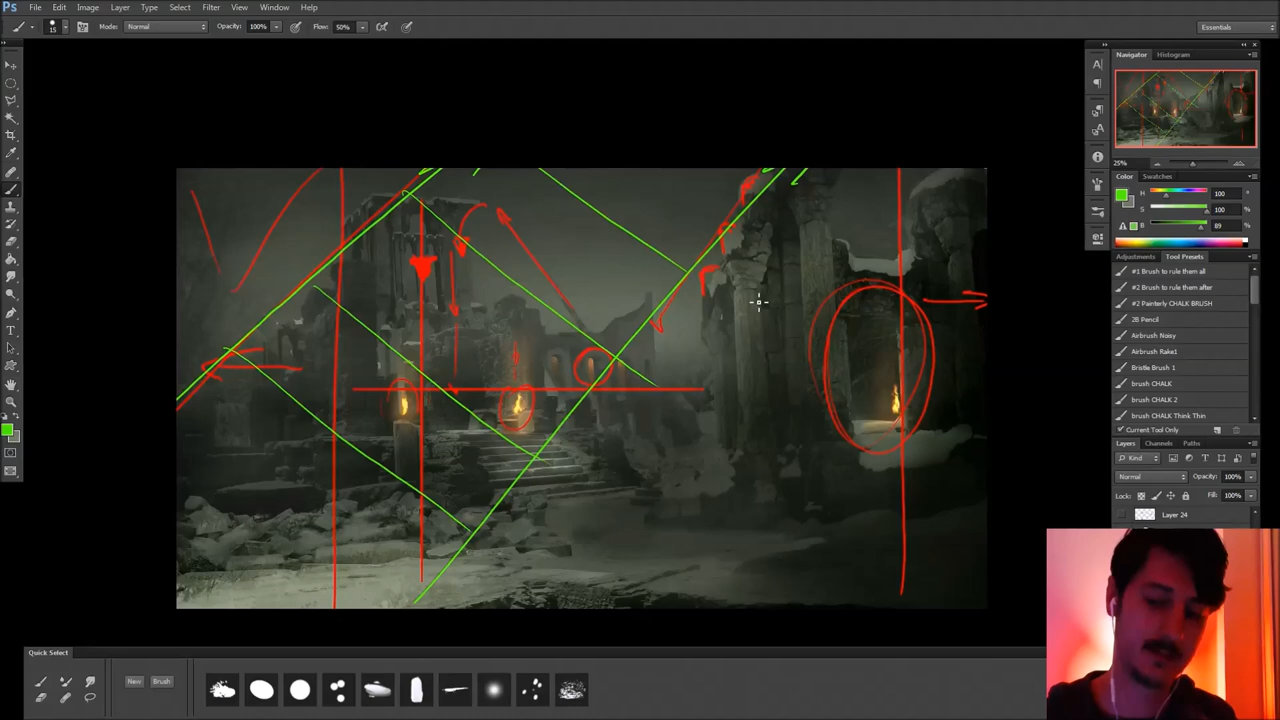 Ps File Edit Image Layer Type Select Filter View Window Help
15 Mode: Normal Opacity: 100% Flow: 50% Essentials
Navigator Histogram
25%
Color Swatches
H 100 °
S 100 %
B 89 %
Adjustments Tool Presets
#1 Brush to rule them all
#2 Brush to rule them after
#2 Painterly CHALK BRUSH
2B Pencil
Airbrush Noisy
Airbrush Rake1
Bristle Brush 1
brush CHALK
brush CHALK 2
brush CHALK Think Thin
Current Tool Only
Layers Channels Paths
Kind
Normal Opacity: 100%
Lock: Fill: 100%
Layer 24
Quick Select
New Brush